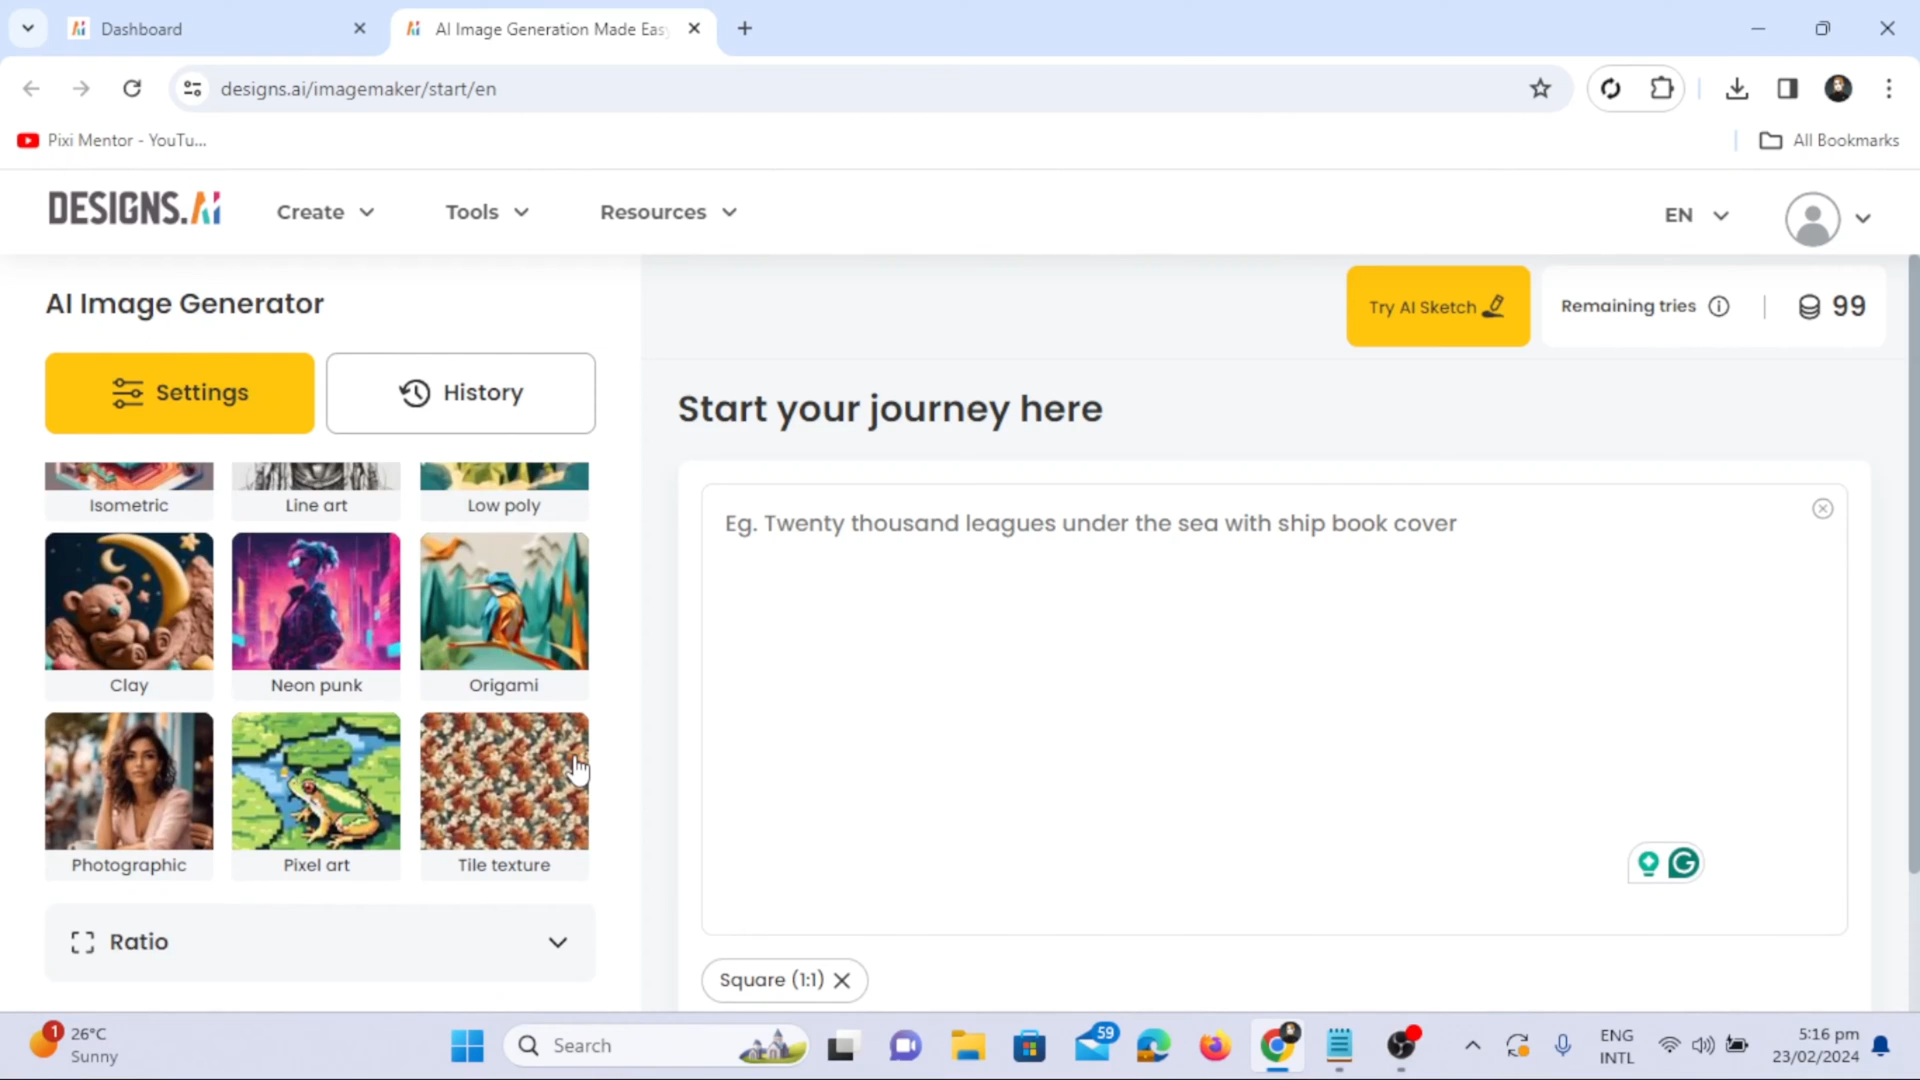 Dashboard
AI Image Generation Made Eas
designs.ai/imagemaker/start/en
Pixi Mentor - YouTu...
All Bookmarks
DESIGNS.Ai
Create
Tools
Resources
EN
AI Image Generator
Try AI Sketch
Remaining tries
99
Settings
History
Start your journey here
Isometric
Line art
Low poly
Eg. Twenty thousand leagues under the sea with ship book cover
Clay
Neon punk
Origami
Photographic
Pixel art
Tile texture
Ratio
Square (1:1)
1
26°C
Sunny
Search
59
ENG
INTL
5:16 pm
23/02/2024